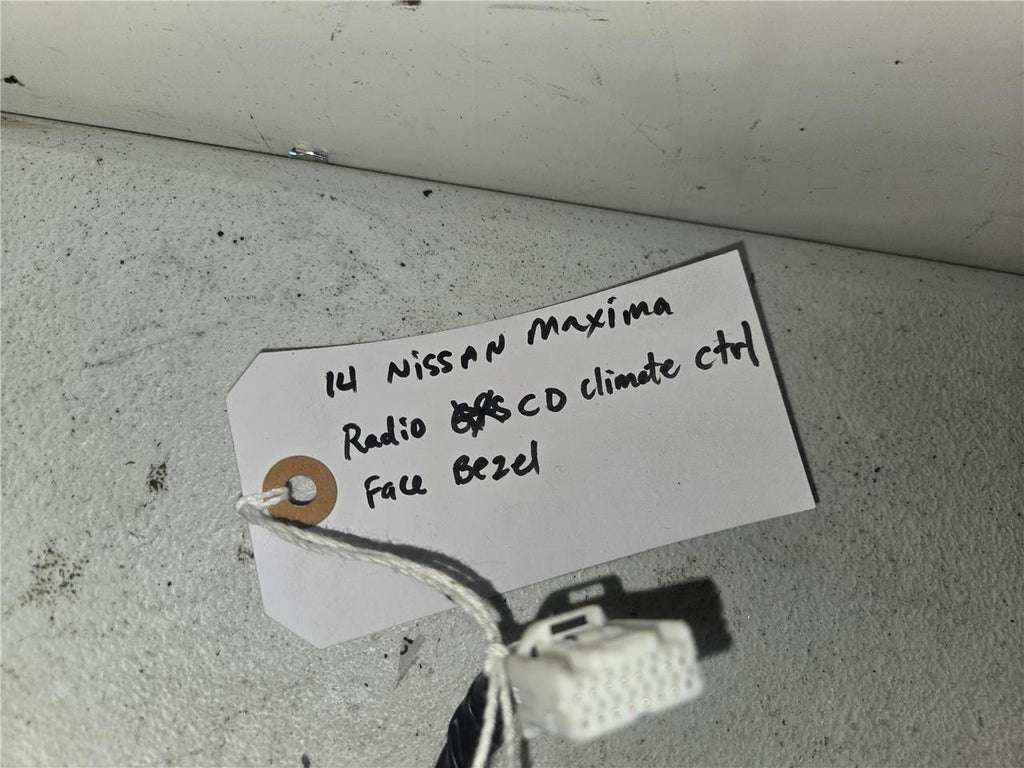 14 NiSSAN Maxima
Radio CD Climate ctrl
Face Bezel